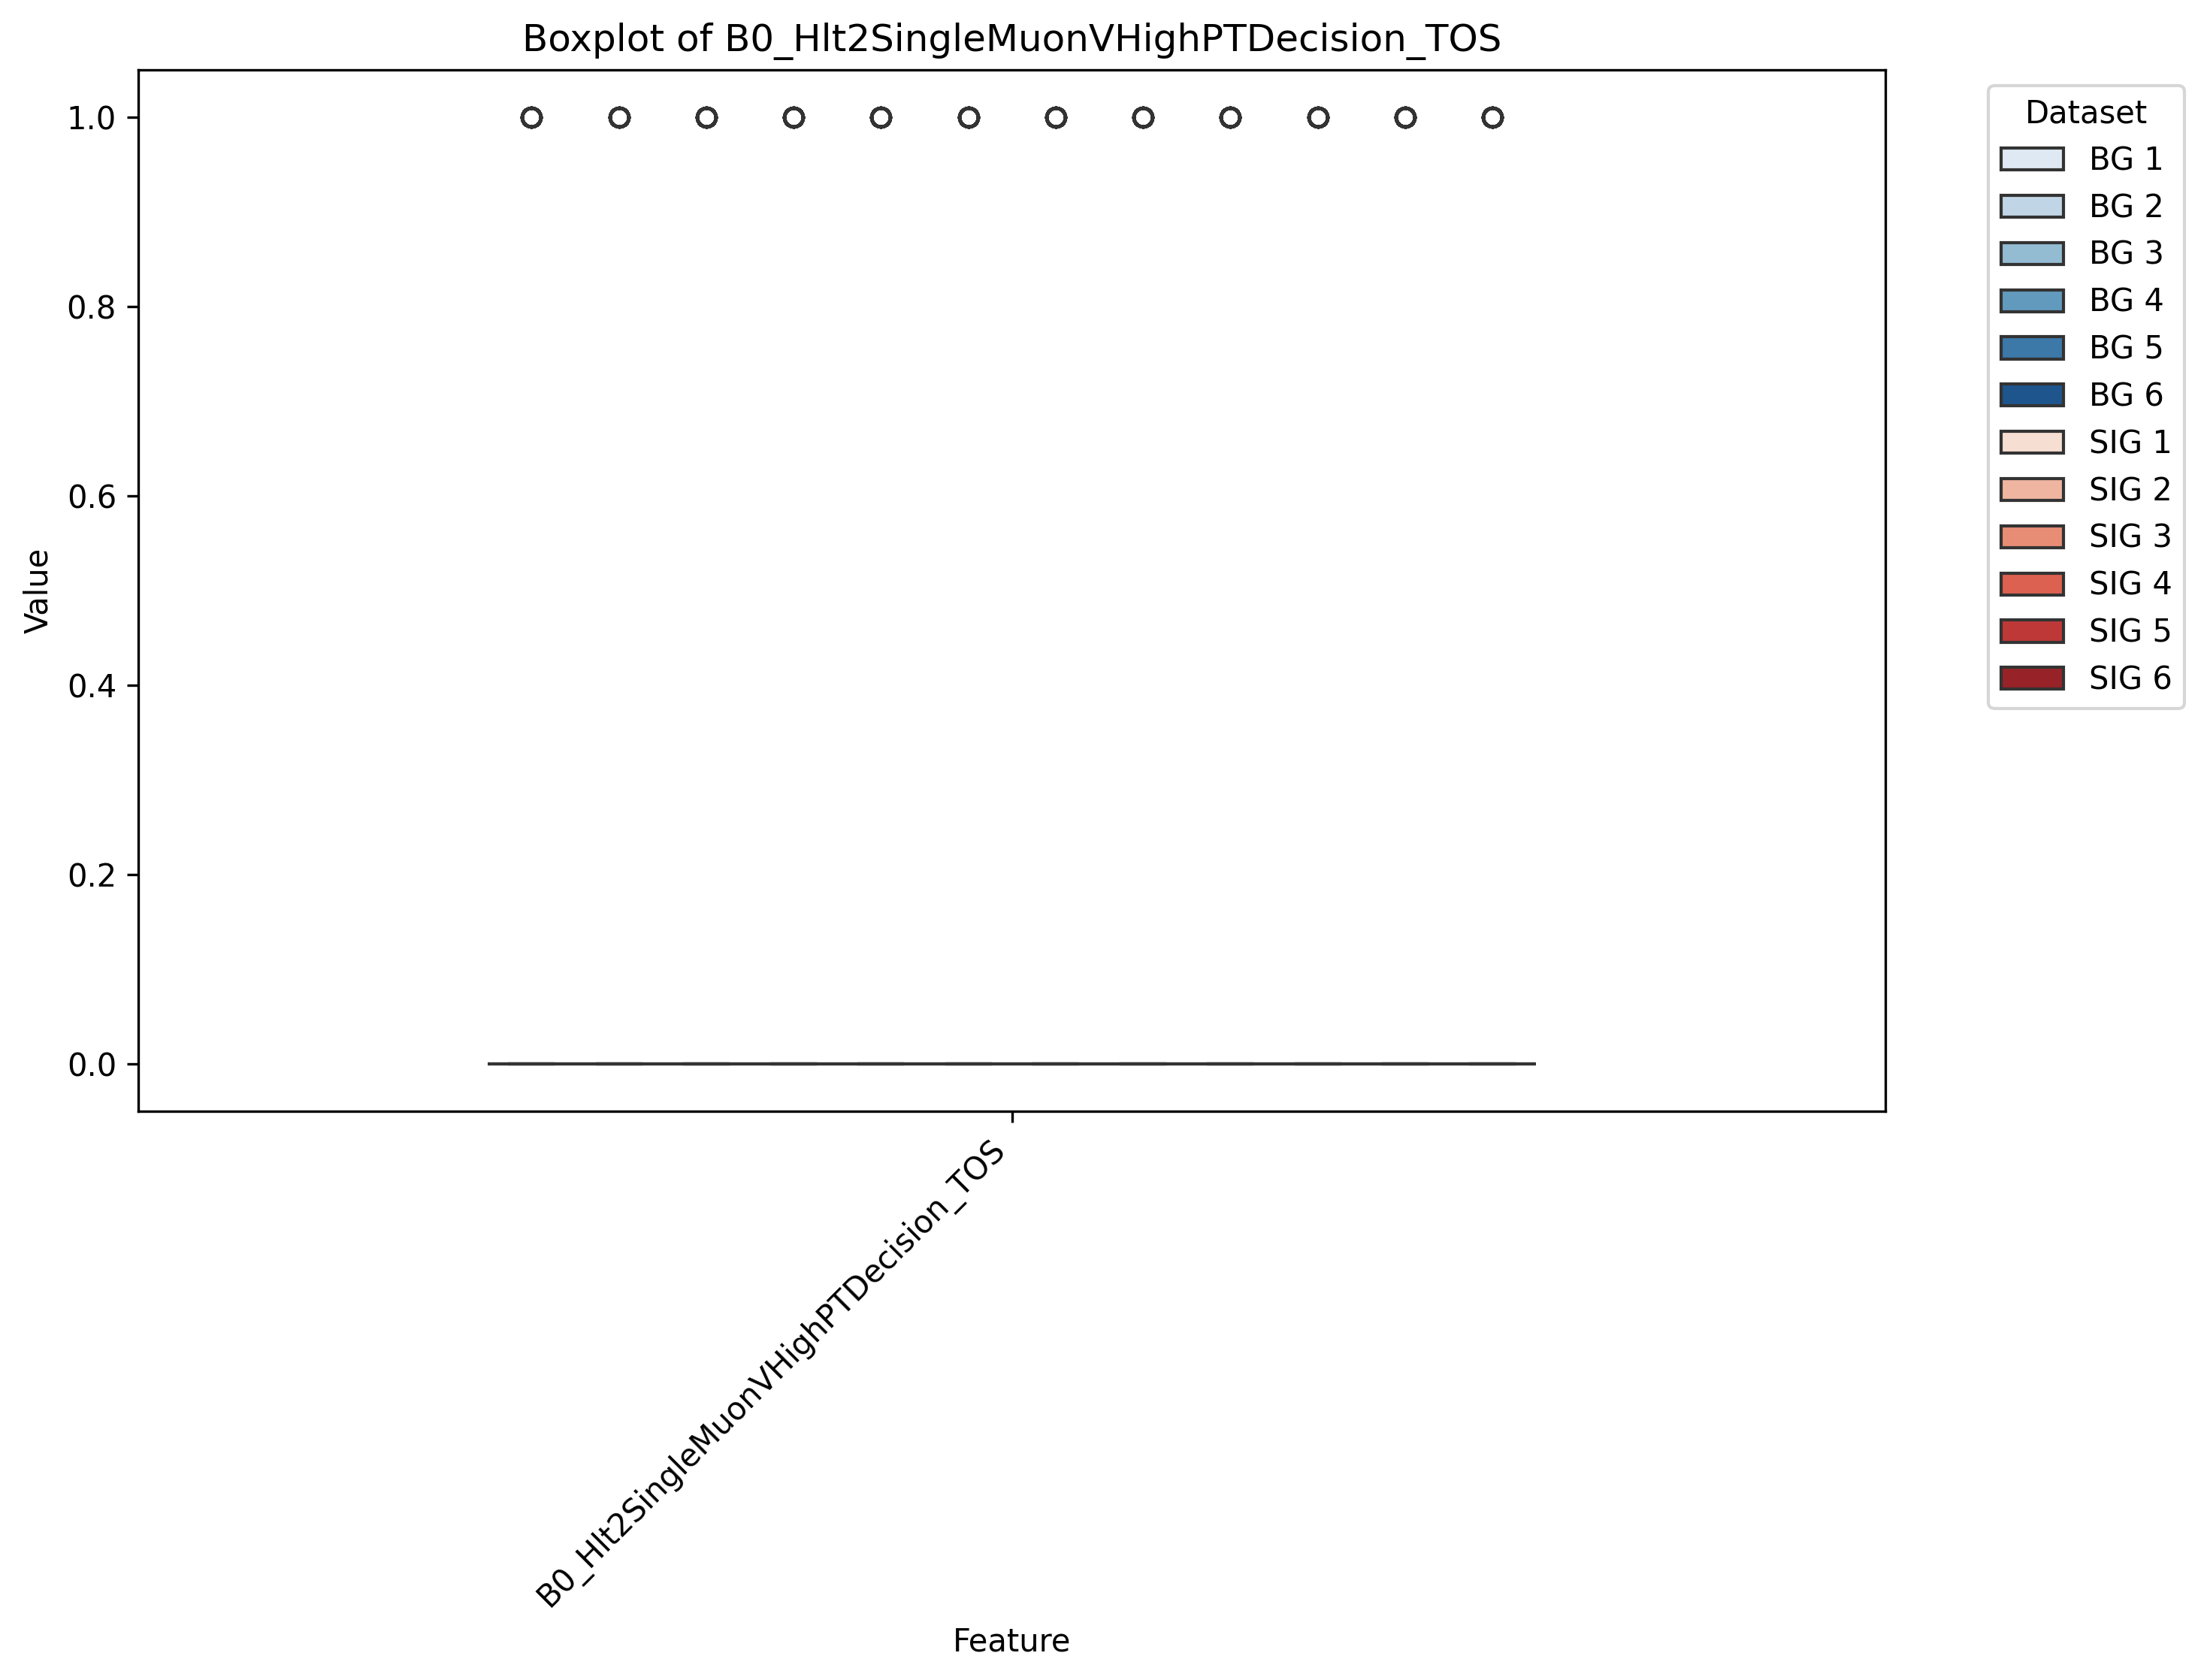 Boxplot of B0_Hlt2SingleMuonVHighPTDecision_TOS
Value
1.0
0.8
0.6
0.4
0.2
0.0
B0_Hlt2SingleMuonVHighPTDecision_TOS
Feature
Dataset
BG 1
BG 2
BG 3
BG 4
BG 5
BG 6
SIG 1
SIG 2
SIG 3
SIG 4
SIG 5
SIG 6